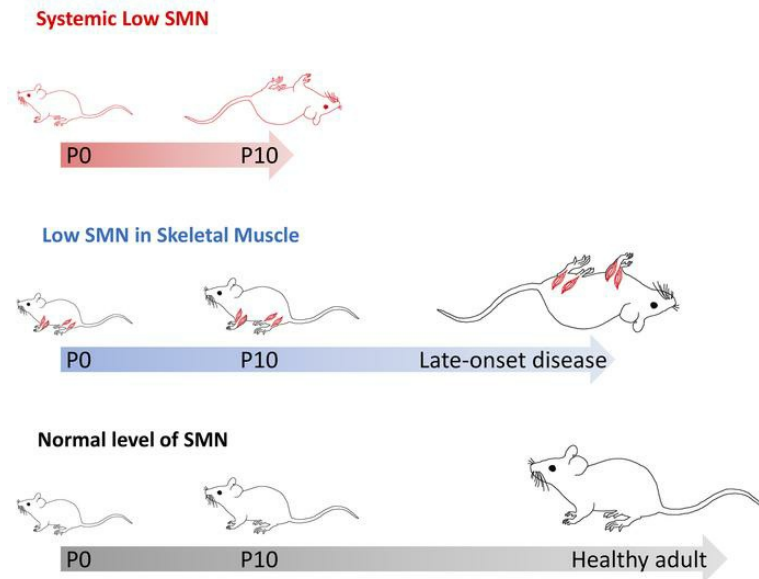 Systemic Low SMN
P0 P10
Low SMN in Skeletal Muscle
P0 P10 Late-onset disease
Normal level of SMN
P0 P10 Healthy adult